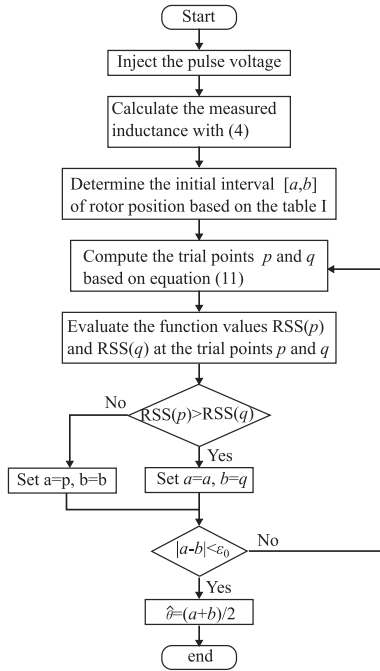 Start
Inject the pulse voltage
Calculate the measured
inductance with (4)
Determine the initial interval [a,b]
of rotor position based on the table I
Compute the trial points p and q
based on equation (11)
Evaluate the function values RSS(p)
and RSS(q) at the trial points p and q
No
RSS(p)>RSS(q)
Yes
Set a=p, b=b
Set a=a, b=q
|a-b|<ε₀
No
Yes
θ̂=(a+b)/2
end